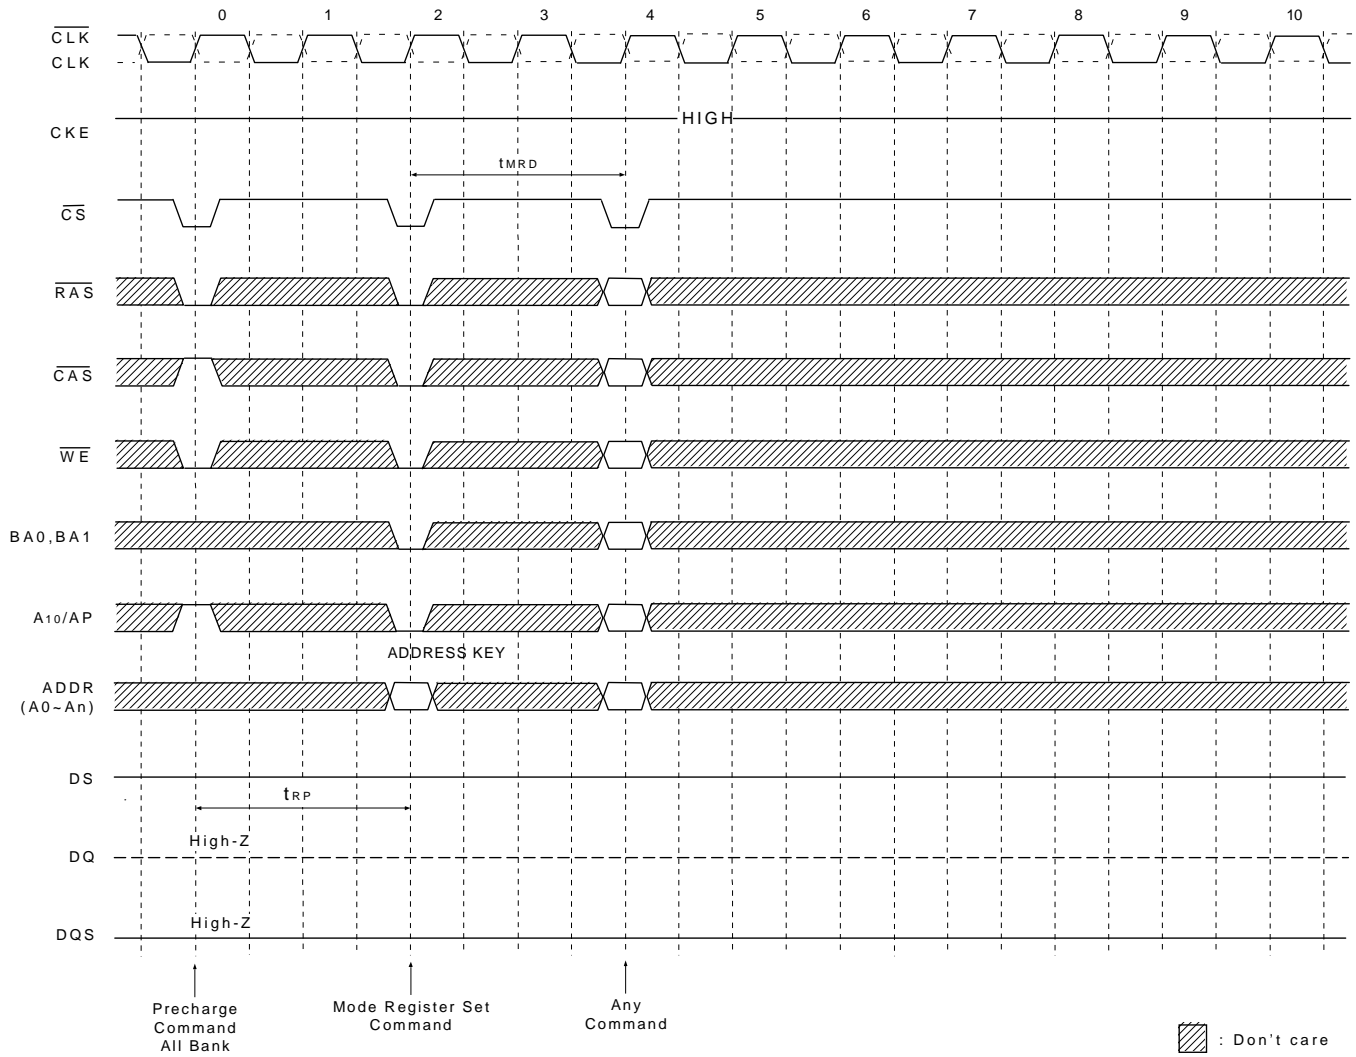 0 1 2 3 4 5 6 7 8 9 10
CLK
CLK
HIGH
CKE
tMRD
CS
RAS
CAS
WE
BA0,BA1
A10/AP
ADDRESS KEY
ADDR
(A0~An)
DS
tRP
High-Z
DQ
High-Z
DQS
Precharge
Command
All Bank
Mode Register Set
Command
Any
Command
: Don't care